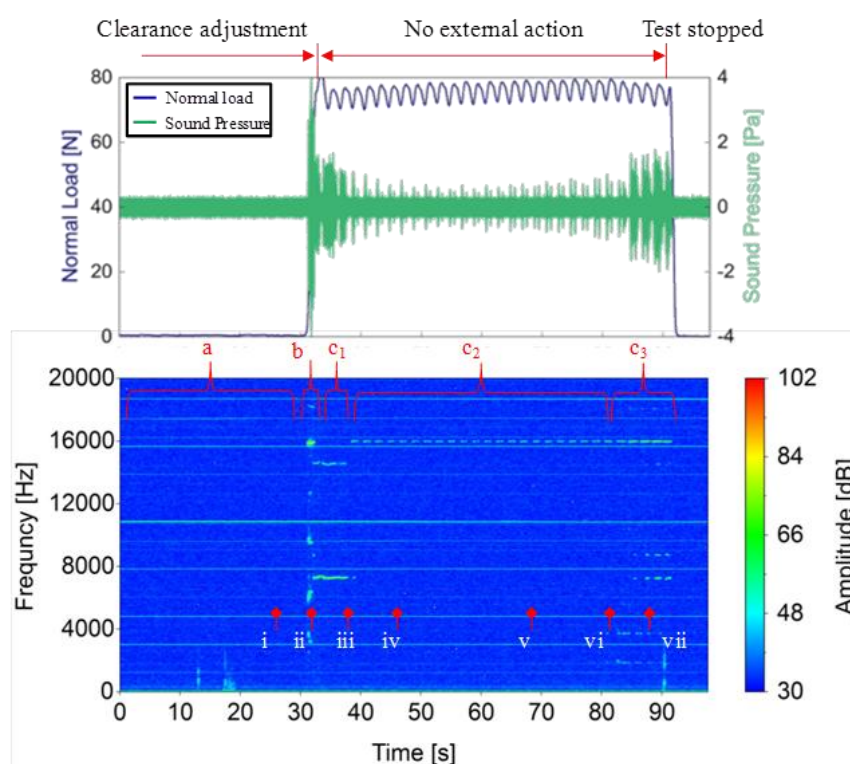 Clearance adjustment No external action Test stopped
80 4
Normal load
Sound Pressure
60 2
Normal Load [N] 40 0 Sound Pressure [Pa]
20 -2
0 -4
a b c1 c2 c3
20000 102
16000 84
12000 66
Frequncy [Hz] Amplitude [dB]
8000
4000 48
i ii iii iv v vi vii
0 30
0 10 20 30 40 50 60 70 80 90
Time [s]